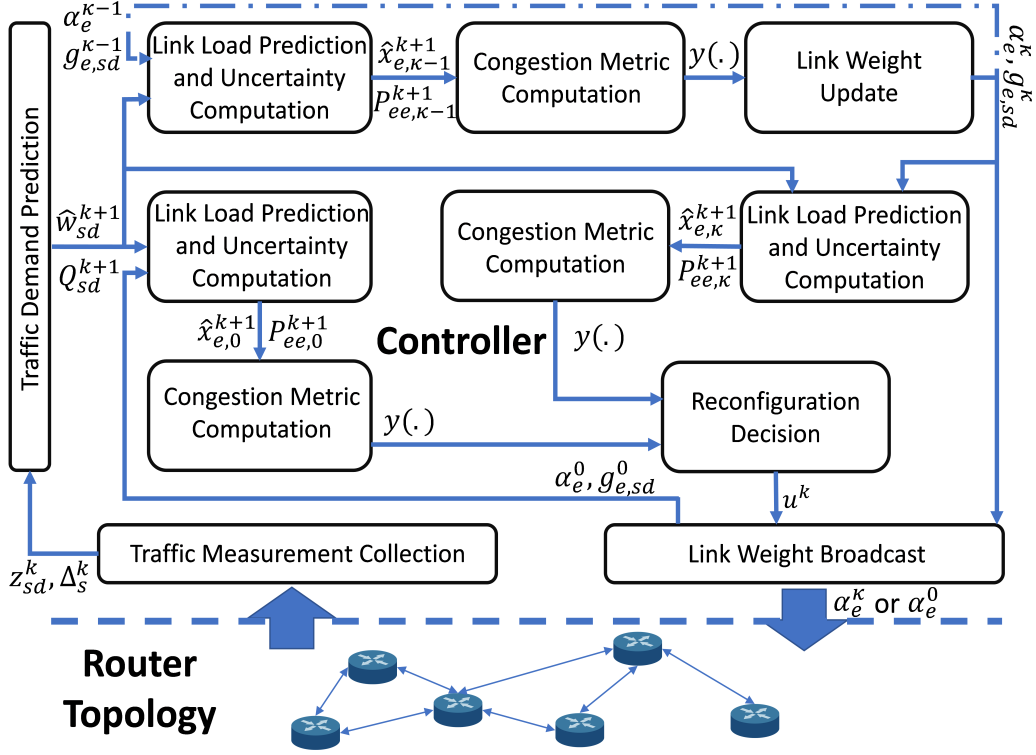 α_e^{κ−1}
g_{e,sd}^{κ−1}
Link Load Prediction
and Uncertainty
Computation
x̂_{e,κ−1}^{k+1}
P_{ee,κ−1}^{k+1}
Congestion Metric
Computation
y(.)
Link Weight
Update
α_e^κ, g_{e,sd}^κ
Traffic Demand Prediction
ŵ_{sd}^{k+1}
Q_{sd}^{k+1}
Link Load Prediction
and Uncertainty
Computation
Congestion Metric
Computation
x̂_{e,κ}^{k+1}
P_{ee,κ}^{k+1}
Link Load Prediction
and Uncertainty
Computation
x̂_{e,0}^{k+1} P_{ee,0}^{k+1}
Controller
y(.)
Congestion Metric
Computation
y(.)
Reconfiguration
Decision
α_e^0, g_{e,sd}^0
u^k
Traffic Measurement Collection
Link Weight Broadcast
z_{sd}^k, Δ_s^k
α_e^κ or α_e^0
Router
Topology